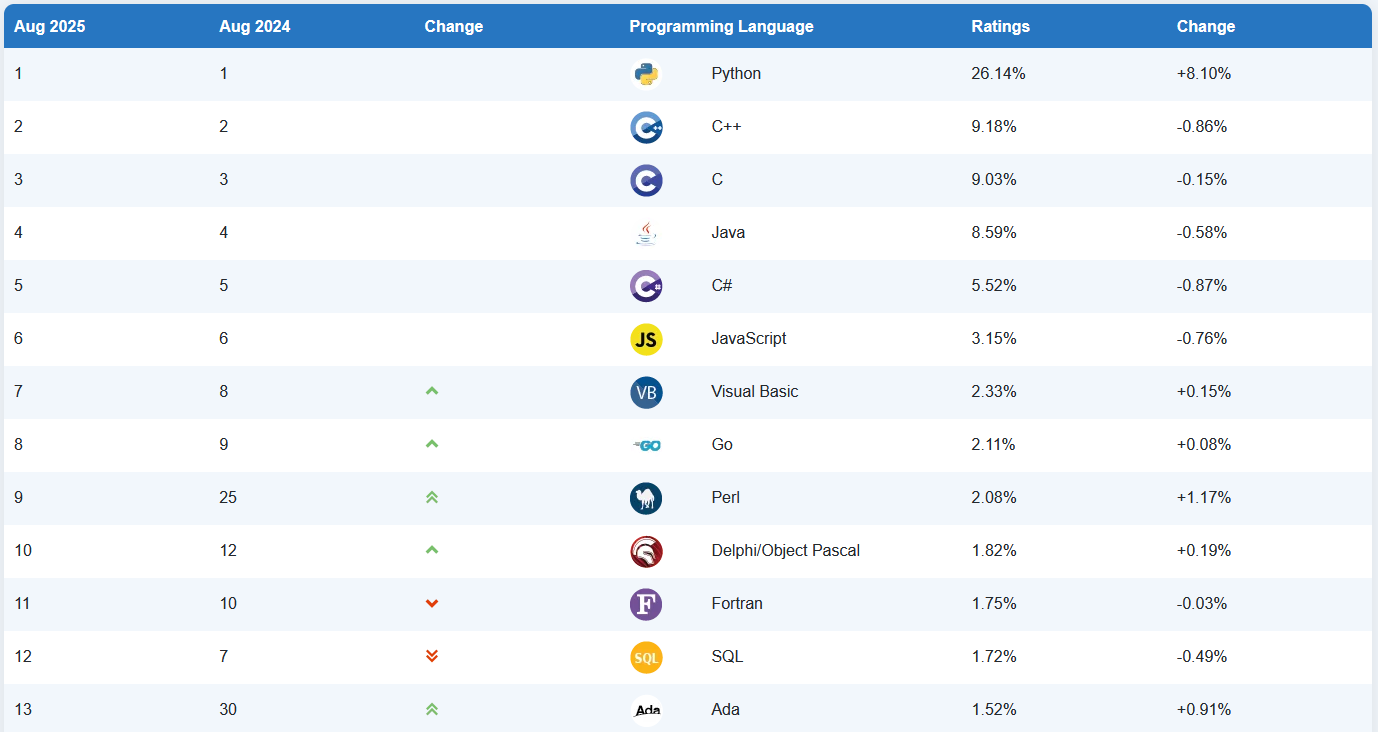 Aug 2025 Aug 2024 Change Programming Language Ratings Change
1 1 Python 26.14% +8.10%
2 2 C++ 9.18% -0.86%
3 3 C 9.03% -0.15%
4 4 Java 8.59% -0.58%
5 5 C# 5.52% -0.87%
6 6 JS JavaScript 3.15% -0.76%
7 8 VB Visual Basic 2.33% +0.15%
8 9 GO Go 2.11% +0.08%
9 25 Perl 2.08% +1.17%
10 12 Delphi/Object Pascal 1.82% +0.19%
11 10 F Fortran 1.75% -0.03%
12 7 SQL SQL 1.72% -0.49%
13 30 Ada Ada 1.52% +0.91%